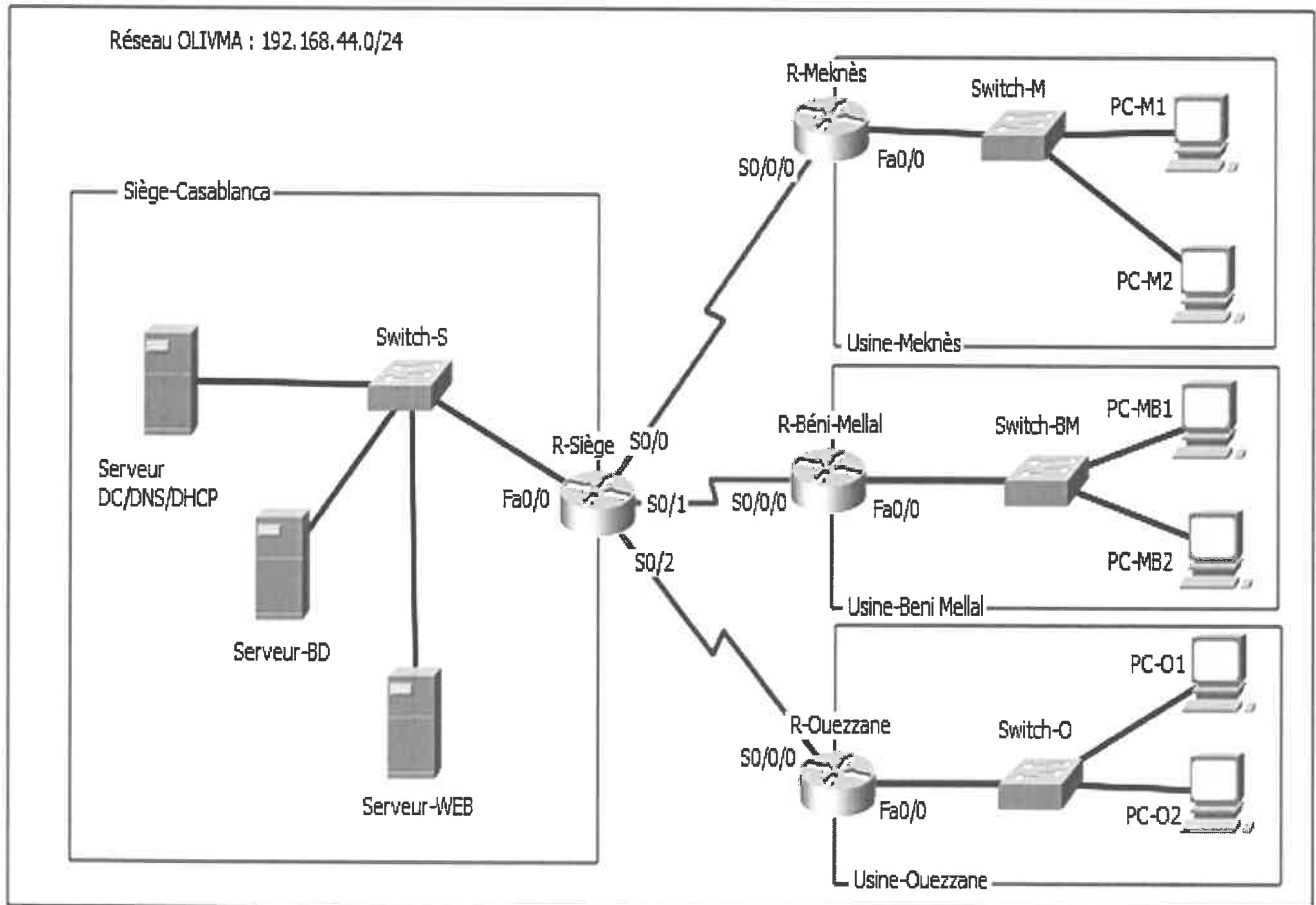 Réseau OLIVMA : 192.168.44.0/24
R-Meknès
Switch-M
PC-M1
S0/0/0
Fa0/0
PC-M2
Usine-Meknès
Siège-Casablanca
Switch-S
Serveur
DC/DNS/DHCP
Serveur-BD
Serveur-WEB
R-Siège
S0/0
Fa0/0
S0/1
S0/2
R-Béni-Mellal
Switch-BM
PC-MB1
S0/0/0
Fa0/0
PC-MB2
Usine-Beni Mellal
R-Ouezzane
Switch-O
PC-O1
S0/0/0
Fa0/0
PC-O2
Usine-Ouezzane